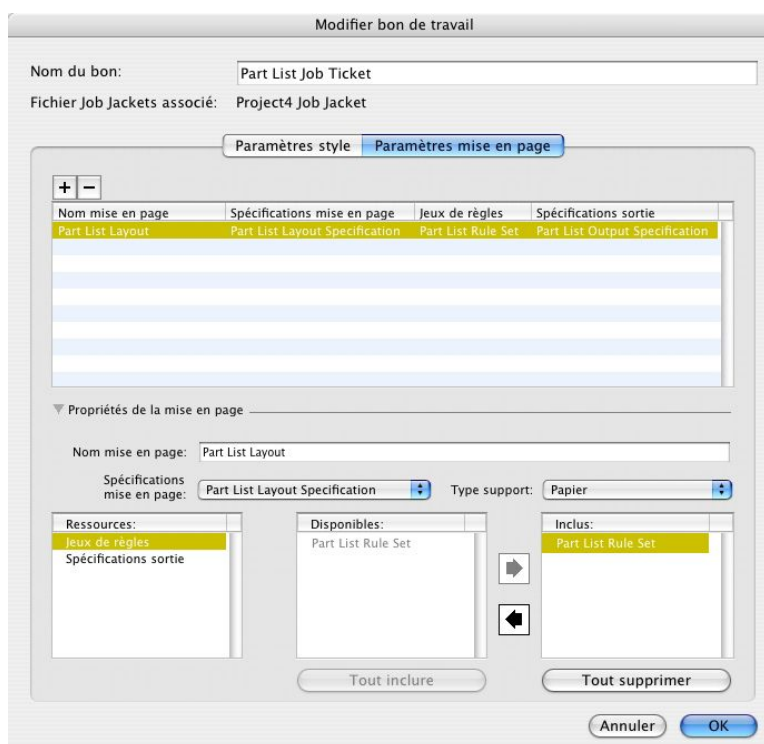 Modifier bon de travail
Nom du bon: Part List Job Ticket
Fichier Job Jackets associé: Project4 Job Jacket
Paramètres style Paramètres mise en page
+ −
Nom mise en page Spécifications mise en page Jeux de règles Spécifications sortie
Part List Layout Part List Layout Specification Part List Rule Set Part List Output Specification
Propriétés de la mise en page
Nom mise en page: Part List Layout
Spécifications
mise en page: Part List Layout Specification Type support: Papier
Ressources: Disponibles: Inclus:
Jeux de règles Part List Rule Set Part List Rule Set
Spécifications sortie
Tout inclure Tout supprimer
Annuler OK